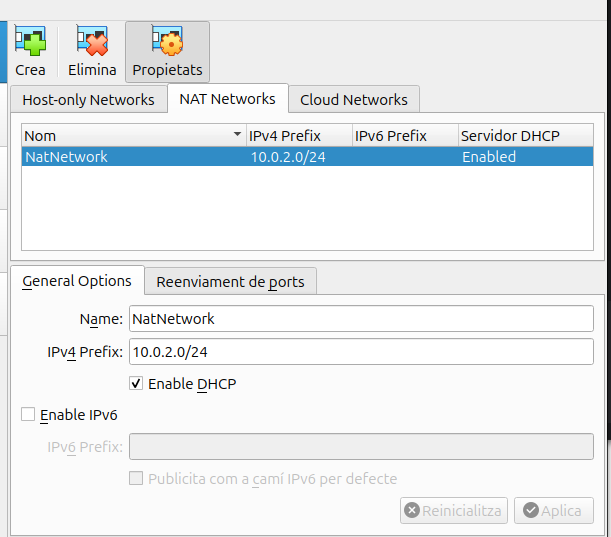 Crea Elimina Propietats
Host-only Networks NAT Networks Cloud Networks
Nom IPv4 Prefix IPv6 Prefix Servidor DHCP
NatNetwork 10.0.2.0/24 Enabled
General Options Reenviament de ports
Name: NatNetwork
IPv4 Prefix: 10.0.2.0/24
Enable DHCP
Enable IPv6
IPv6 Prefix:
Publicita com a camí IPv6 per defecte
Reinicialitza Aplica